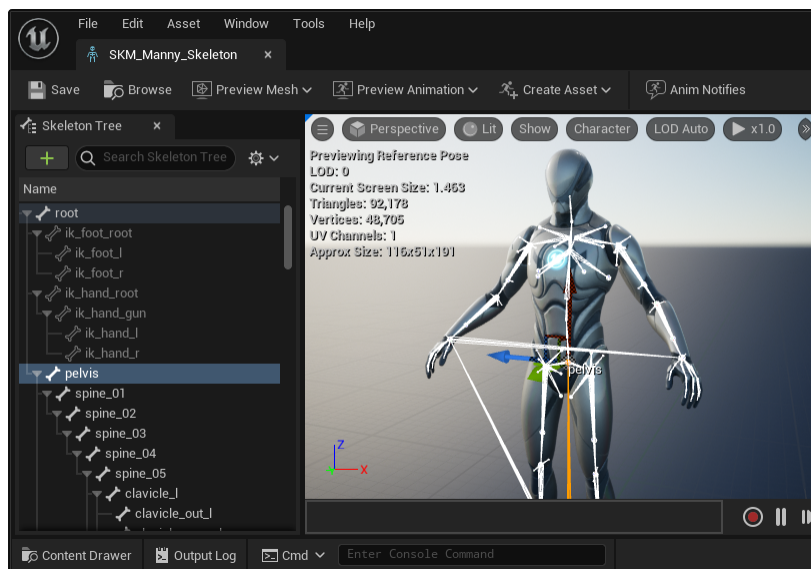 File Edit Asset Window Tools Help
SKM_Manny_Skeleton
Save Browse Preview Mesh Preview Animation Create Asset Anim Notifies
Skeleton Tree
Search Skeleton Tree
Name
root
ik_foot_root
ik_foot_l
ik_foot_r
ik_hand_root
ik_hand_gun
ik_hand_l
ik_hand_r
pelvis
spine_01
spine_02
spine_03
spine_04
spine_05
clavicle_l
clavicle_out_l
Perspective Lit Show Character LOD Auto x1.0
Previewing Reference Pose
LOD: 0
Current Screen Size: 1.463
Triangles: 92,178
Vertices: 48,705
UV Channels: 1
Approx Size: 116x51x191
pelvis
Z
X
Content Drawer Output Log Cmd Enter Console Command